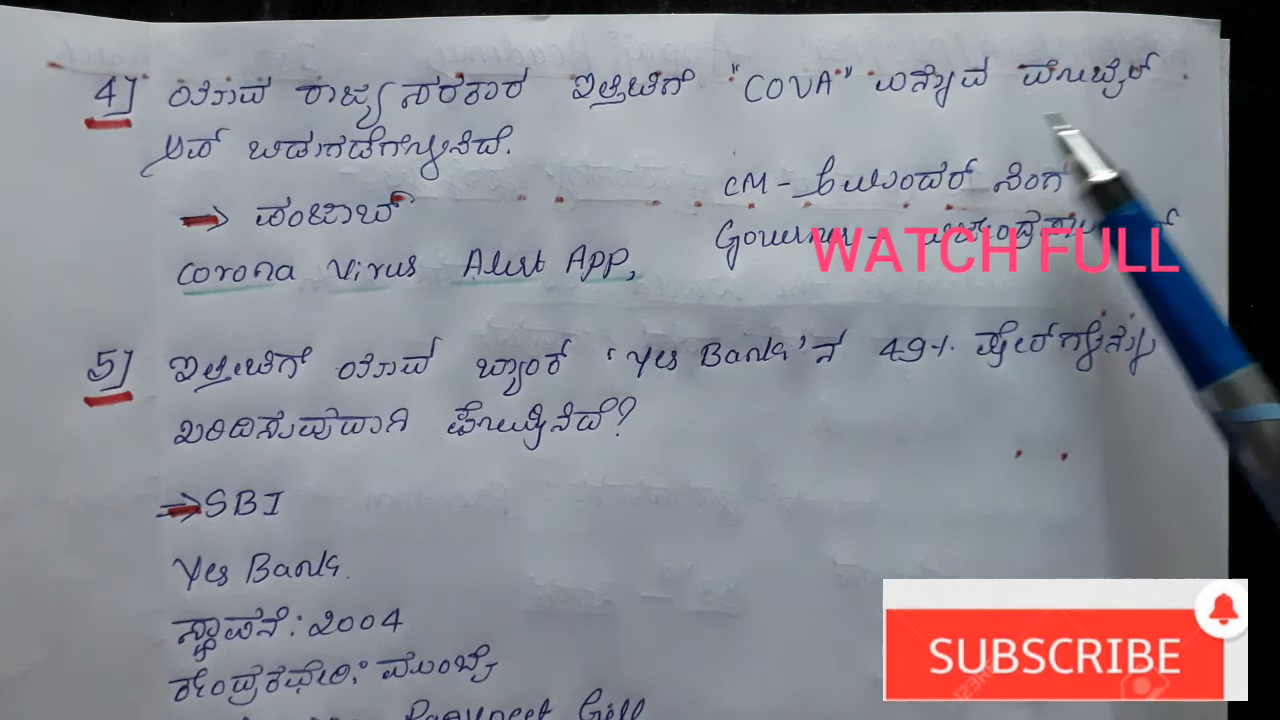 4] ಯಾವ ರಾಜ್ಯ ಸರಕಾರ ಇತ್ತೀಚಿಗೆ "COVA" ಎನ್ನುವ ಮೊಬೈಲ್
ಆಪ್ ಬಿಡುಗಡೆಗೊಳ್ಳಿಸಿದೆ.
→ ಪಂಜಾಬ್
CM - ಅಮರಿಂದರ್ ಸಿಂಗ್
Governer -
WATCH FULL
Corona Virus Alert App,
5] ಇತ್ತೀಚಿಗೆ ಯಾವ ಬ್ಯಾಂಕ್ 'Yes Bank'ನ 49% ಷೇರ್‌ಗಳನ್ನು
ಖರಿದಿಸುವುದಾಗಿ ಘೋಷಿಸಿದೆ?
⇒ SBI
Yes Bank.
ಸ್ಥಾಪನೆ: 2004
ಕೇಂದ್ರಕಛೇರಿ: ಮುಂಬೈ
Gill
SUBSCRIBE